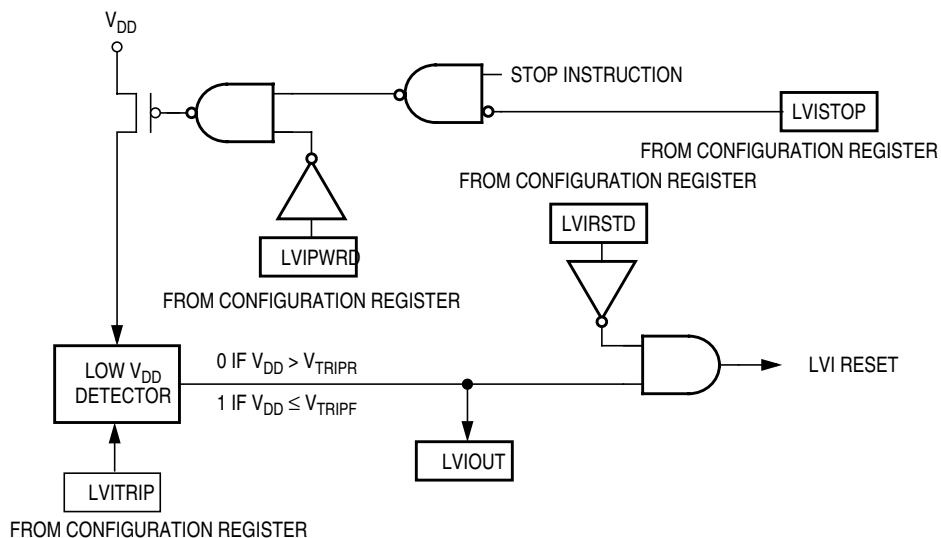 VDD
STOP INSTRUCTION
LVISTOP
FROM CONFIGURATION REGISTER
FROM CONFIGURATION REGISTER
LVIRSTD
LVIPWRD
FROM CONFIGURATION REGISTER
LOW VDD
DETECTOR
0 IF VDD > VTRIPR
1 IF VDD ≤ VTRIPF
LVI RESET
LVIOUT
LVITRIP
FROM CONFIGURATION REGISTER